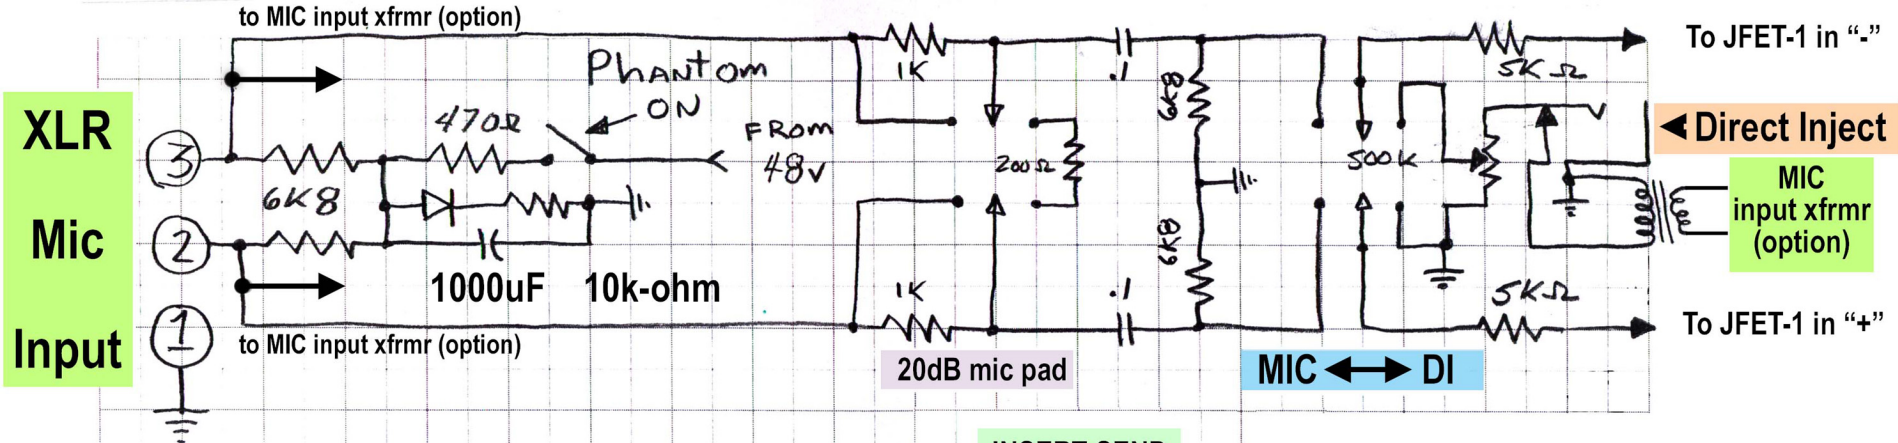 to MIC input xfrmr (option)
To JFET-1 in “-”
Phantom
ON
1K
.1
5K Ω
XLR
3
470Ω
FROM
48v
6K8
Direct Inject
200Ω
500K
6K8
MIC
input xfrmr
(option)
Mic
2
6K8
1000uF
10k-ohm
1K
.1
5KΩ
Input
1
to MIC input xfrmr (option)
To JFET-1 in “+”
20dB mic pad
MIC
DI